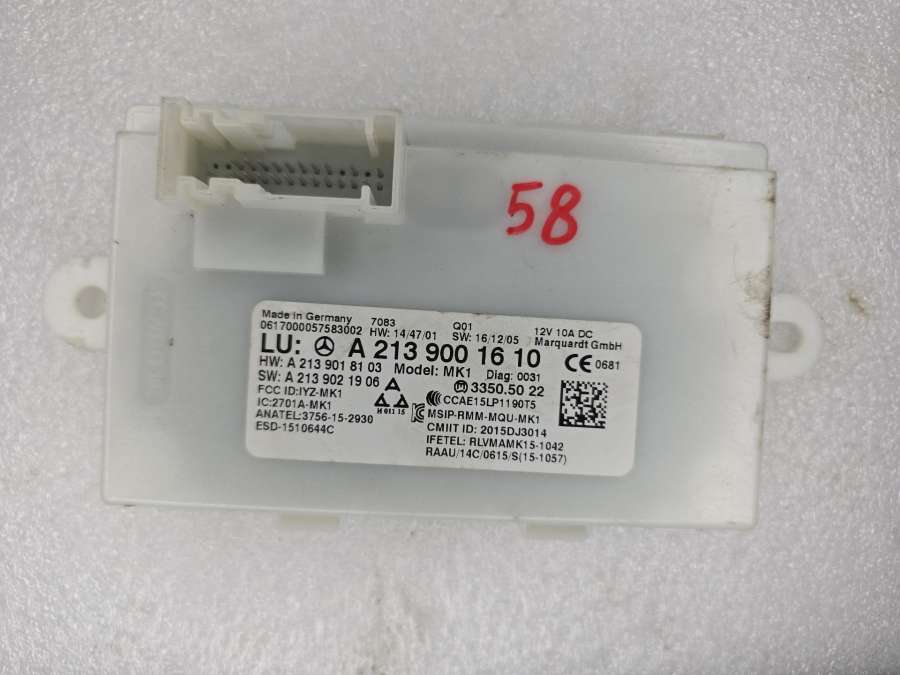 58
Made in Germany 7083 Q01 12V 10A DC
0617000057583002 HW: 14/47/01 SW: 16/12/05 Marquardt GmbH
LU: A 213 900 16 10 CE 0681
HW: A 213 901 81 03 Model: MK1 Diag: 0031
SW: A 213 902 19 06 3350.50 22
FCC ID:IYZ-MK1 CCAE15LP1190T5
IC:2701A-MK1 H 011 15 MSIP-RMM-MQU-MK1
ANATEL:3756-15-2930 CMIIT ID: 2015DJ3014
ESD-1510644C IFETEL: RLVMAMK15-1042
RAAU/14C/0615/S(15-1057)